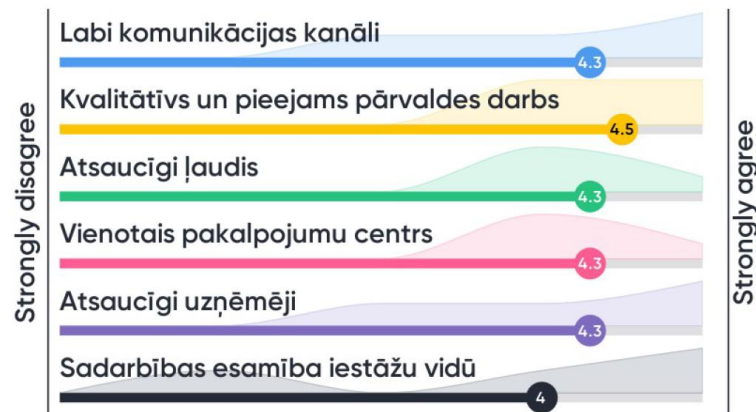 Strongly disagree
Labi komunikācijas kanāli
4.3
Kvalitātīvs un pieejams pārvaldes darbs
4.5
Atsaucīgi ļaudis
4.3
Vienotais pakalpojumu centrs
4.3
Atsaucīgi uzņēmēji
4.3
Sadarbības esamība iestāžu vidū
4
Strongly agree